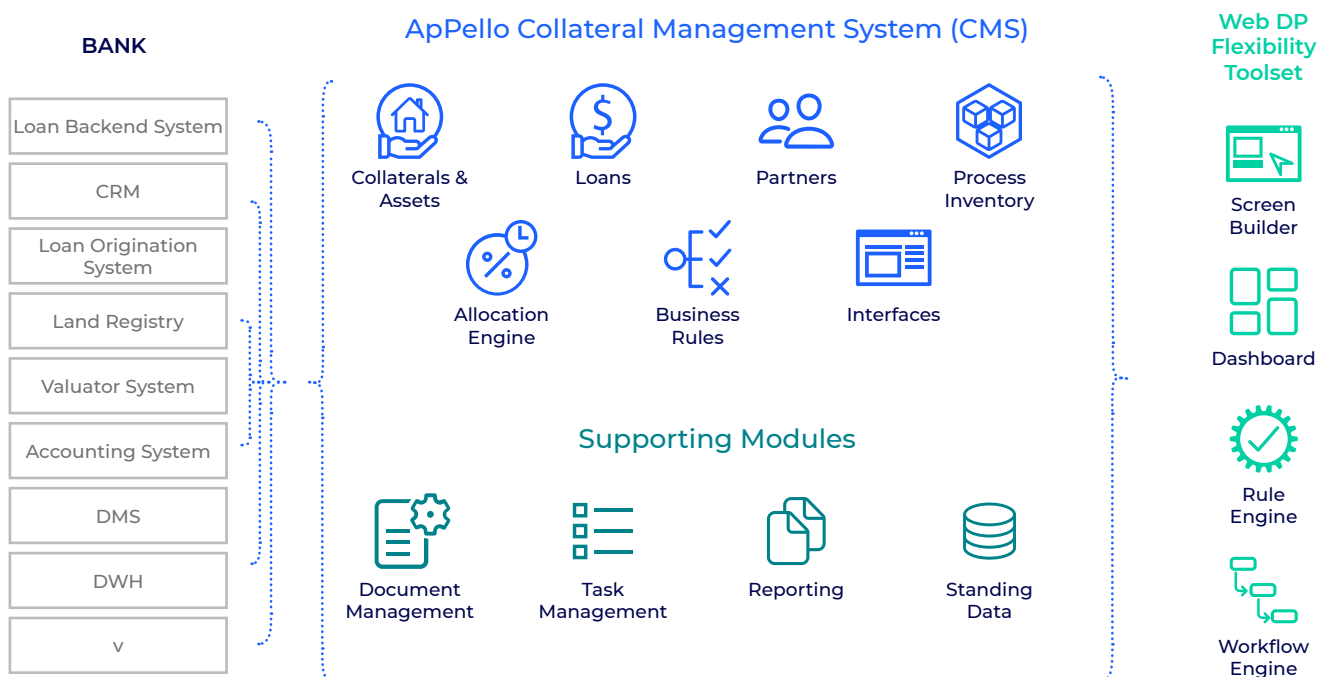 BANK
Loan Backend System
CRM
Loan Origination
System
Land Registry
Valuator System
Accounting System
DMS
DWH
v
ApPello Collateral Management System (CMS)
Collaterals &
Assets
Loans
Partners
Process
Inventory
Allocation
Engine
Business
Rules
Interfaces
Supporting Modules
Document
Management
Task
Management
Reporting
Standing
Data
Web DP
Flexibility
Toolset
Screen
Builder
Dashboard
Rule
Engine
Workflow
Engine